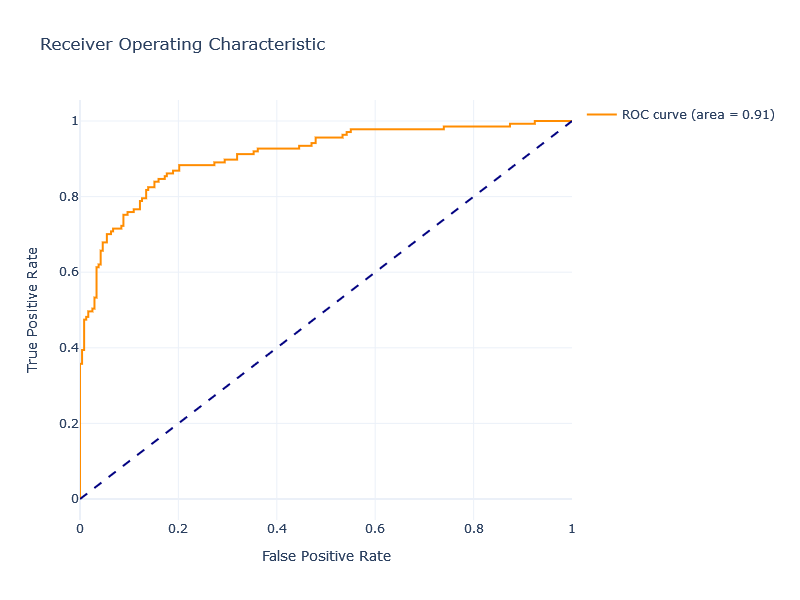 Receiver Operating Characteristic
ROC curve (area = 0.91)
1
0.8
0.6
0.4
0.2
0
True Positive Rate
0 0.2 0.4 0.6 0.8 1
False Positive Rate